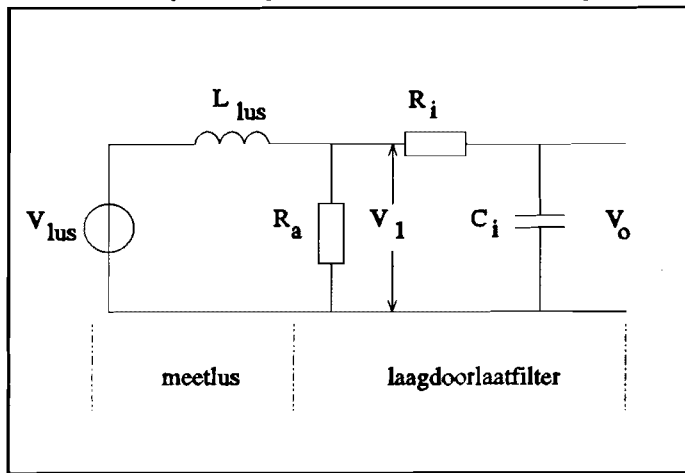 L lus
R i
V lus
R a
V 1
C i
V o
meetlus
laagdoorlaatfilter